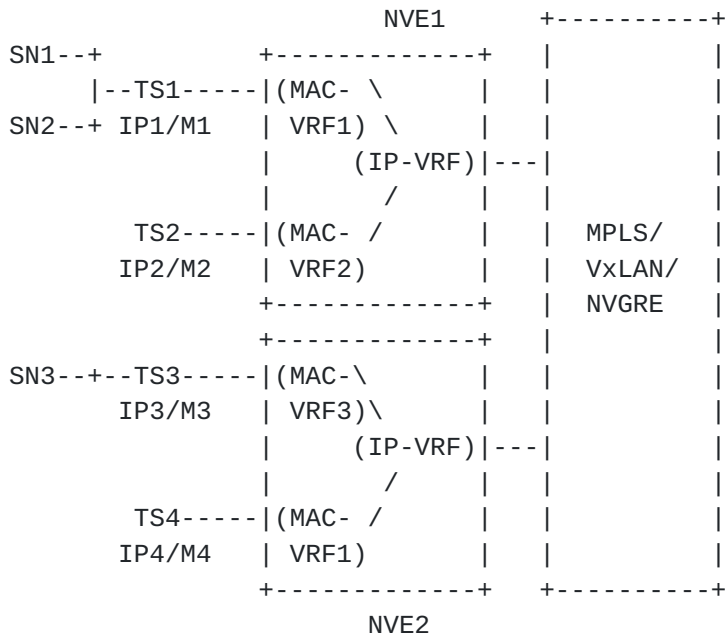 NVE1         +----------+
SN1--+          +-------------+   |          |
     |--TS1-----|(MAC- \      |   |          |
SN2--+ IP1/M1   | VRF1) \     |   |          |
                |     (IP-VRF)|---|          |
                |       /     |   |          |
        TS2-----|(MAC- /      |   |  MPLS/   |
       IP2/M2   | VRF2)       |   |  VxLAN/  |
                +-------------+   |  NVGRE   |
                +-------------+   |          |
SN3--+--TS3-----|(MAC-\       |   |          |
       IP3/M3   | VRF3)\      |   |          |
                |     (IP-VRF)|---|          |
                |       /     |   |          |
        TS4-----|(MAC- /      |   |          |
       IP4/M4   | VRF1)       |   |          |
                +-------------+   +----------+
                       NVE2